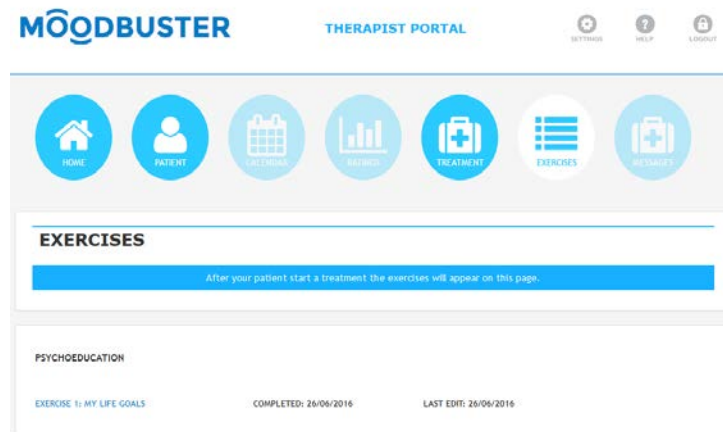 MOODBUSTER
THERAPIST PORTAL
SETTINGS
HELP
LOGOUT
HOME
PATIENT
CALENDAR
RATINGS
TREATMENT
EXERCISES
MESSAGES
EXERCISES
After your patient start a treatment the exercises will appear on this page.
PSYCHOEDUCATION
EXERCISE 1: MY LIFE GOALS COMPLETED: 26/06/2016 LAST EDIT: 26/06/2016